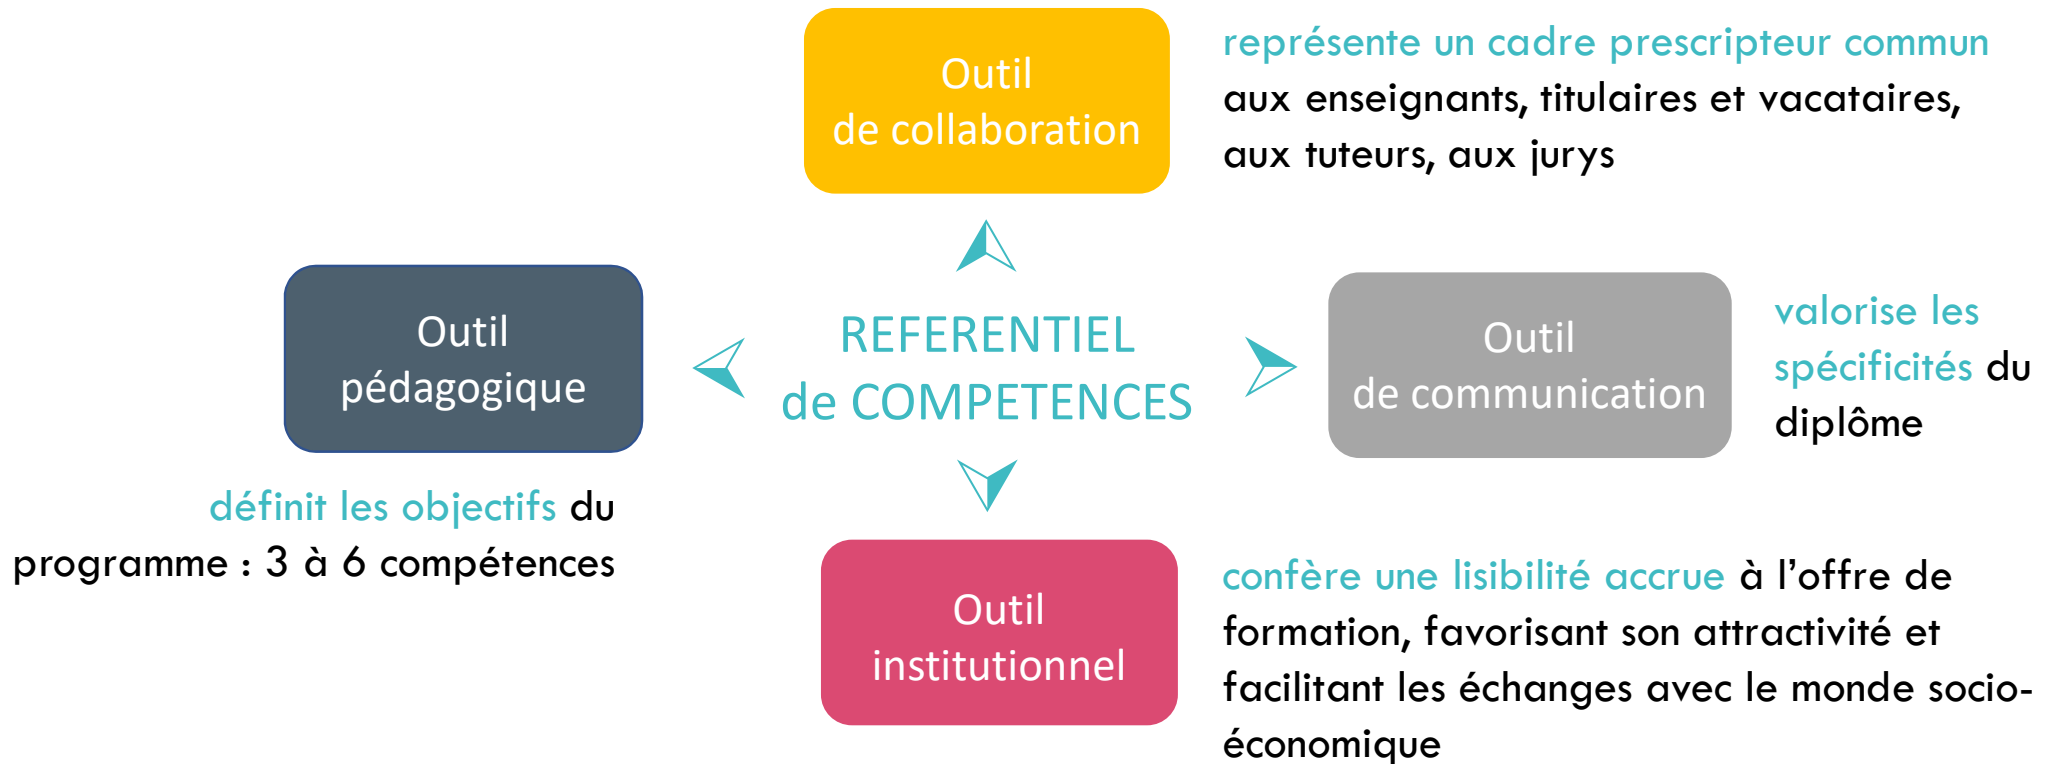 Outil
de collaboration
représente un cadre prescripteur commun
aux enseignants, titulaires et vacataires,
aux tuteurs, aux jurys
Outil
pédagogique
définit les objectifs du
programme : 3 à 6 compétences
REFERENTIEL
de COMPETENCES
Outil
de communication
valorise les
spécificités du
diplôme
Outil
institutionnel
confère une lisibilité accrue à l’offre de
formation, favorisant son attractivité et
facilitant les échanges avec le monde socio-
économique